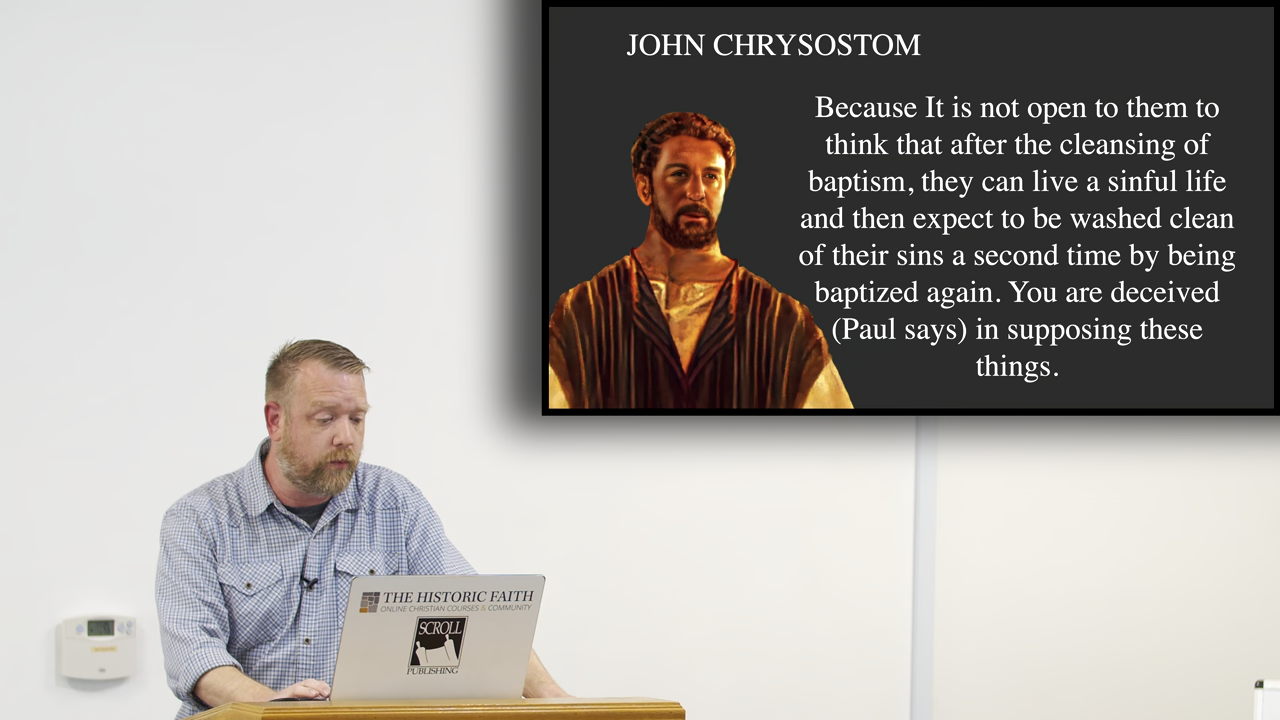 JOHN CHRYSOSTOM
Because It is not open to them to
think that after the cleansing of
baptism, they can live a sinful life
and then expect to be washed clean
of their sins a second time by being
baptized again. You are deceived
(Paul says) in supposing these
things.
THE HISTORIC FAITH
ONLINE CHRISTIAN COURSES & COMMUNITY
SCROLL
PUBLISHING